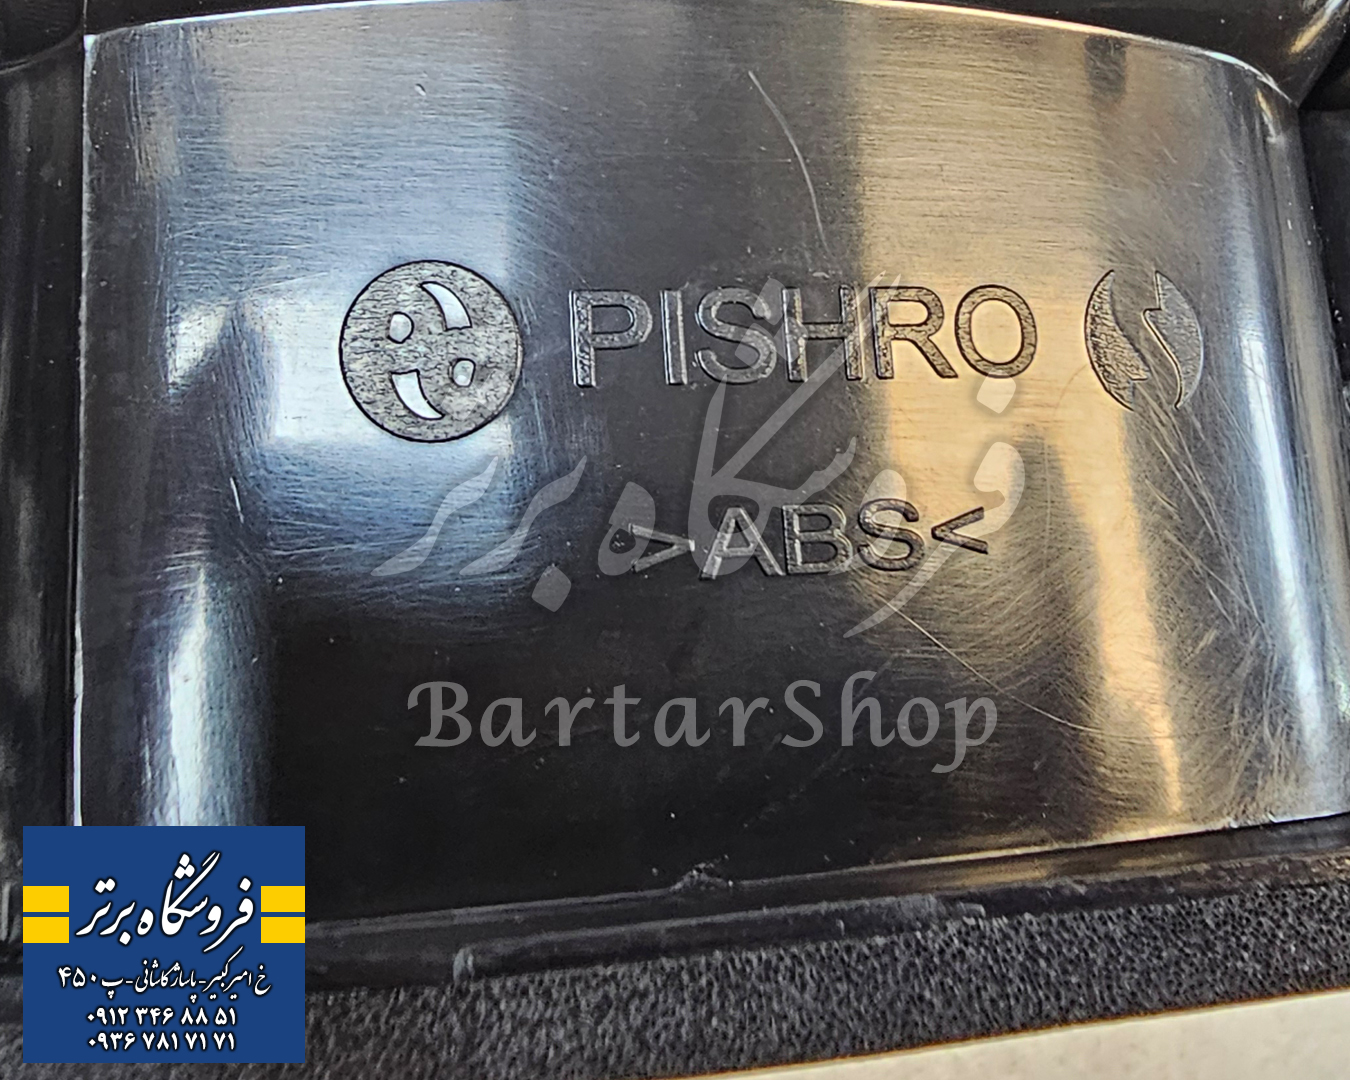 PISHRO
>ABS<
فروشگاه برتر
BartarShop
فروشگاه برتر
خ امیرکبیر-پاساژ کاشانی-پ ۴۵۰
۰۹۱۲ ۳۴۶ ۸۸ ۵۱
۰۹۳۶ ۷۸۱ ۷۱ ۷۱